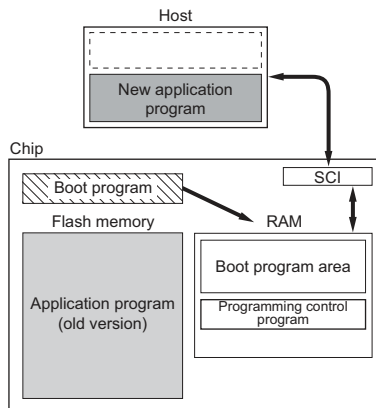 Host
New application
program
Chip
SCI
Boot program
Flash memory
RAM
Boot program area
Application program
(old version)
Programming control
program